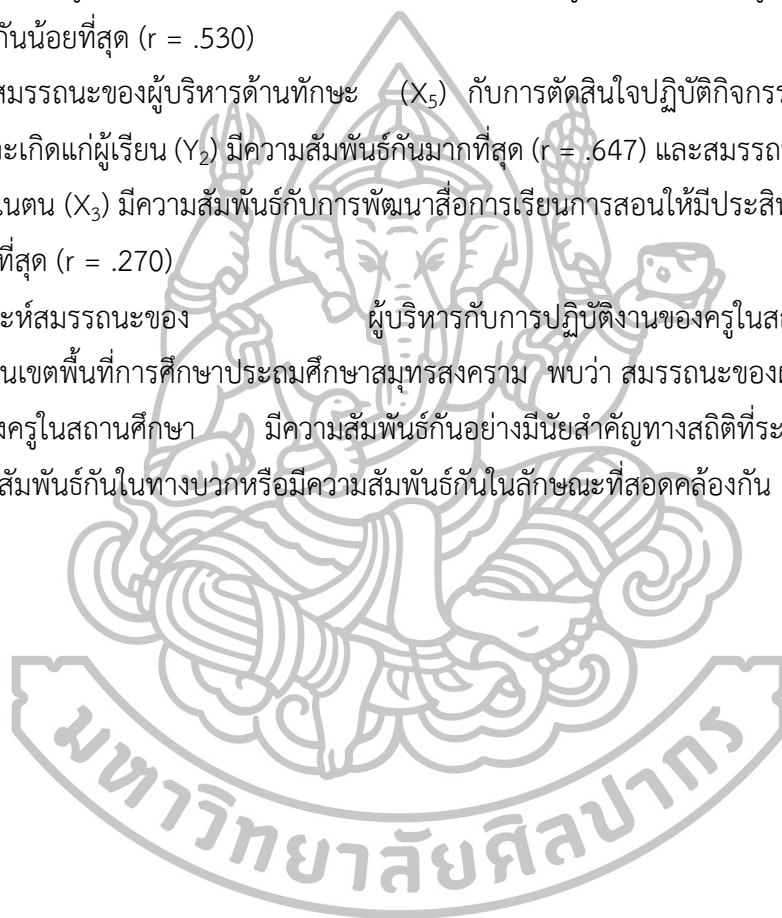 กันน้อยที่สุด (r = .530)
สมรรถนะของผู้บริหารด้านทักษะ (X₅) กับการตัดสินใจปฏิบัติกิจกรร
จะเกิดแก่ผู้เรียน (Y₂) มีความสัมพันธ์กันมากที่สุด (r = .647) และสมรรถ
นตน (X₃) มีความสัมพันธ์กับการพัฒนาสื่อการเรียนการสอนให้มีประสิท
ที่สุด (r = .270)
ะห์สมรรถนะของ ผู้บริหารกับการปฏิบัติงานของครูในส
นเขตพื้นที่การศึกษาประถมศึกษาสมุทรสงคราม พบว่า สมรรถนะของ
งครูในสถานศึกษา มีความสัมพันธ์กันอย่างมีนัยสำคัญทางสถิติที่ระ
สัมพันธ์กันในทางบวกหรือมีความสัมพันธ์กันในลักษณะที่สอดคล้องกัน
มหาวิทยาลัยศิลปากร